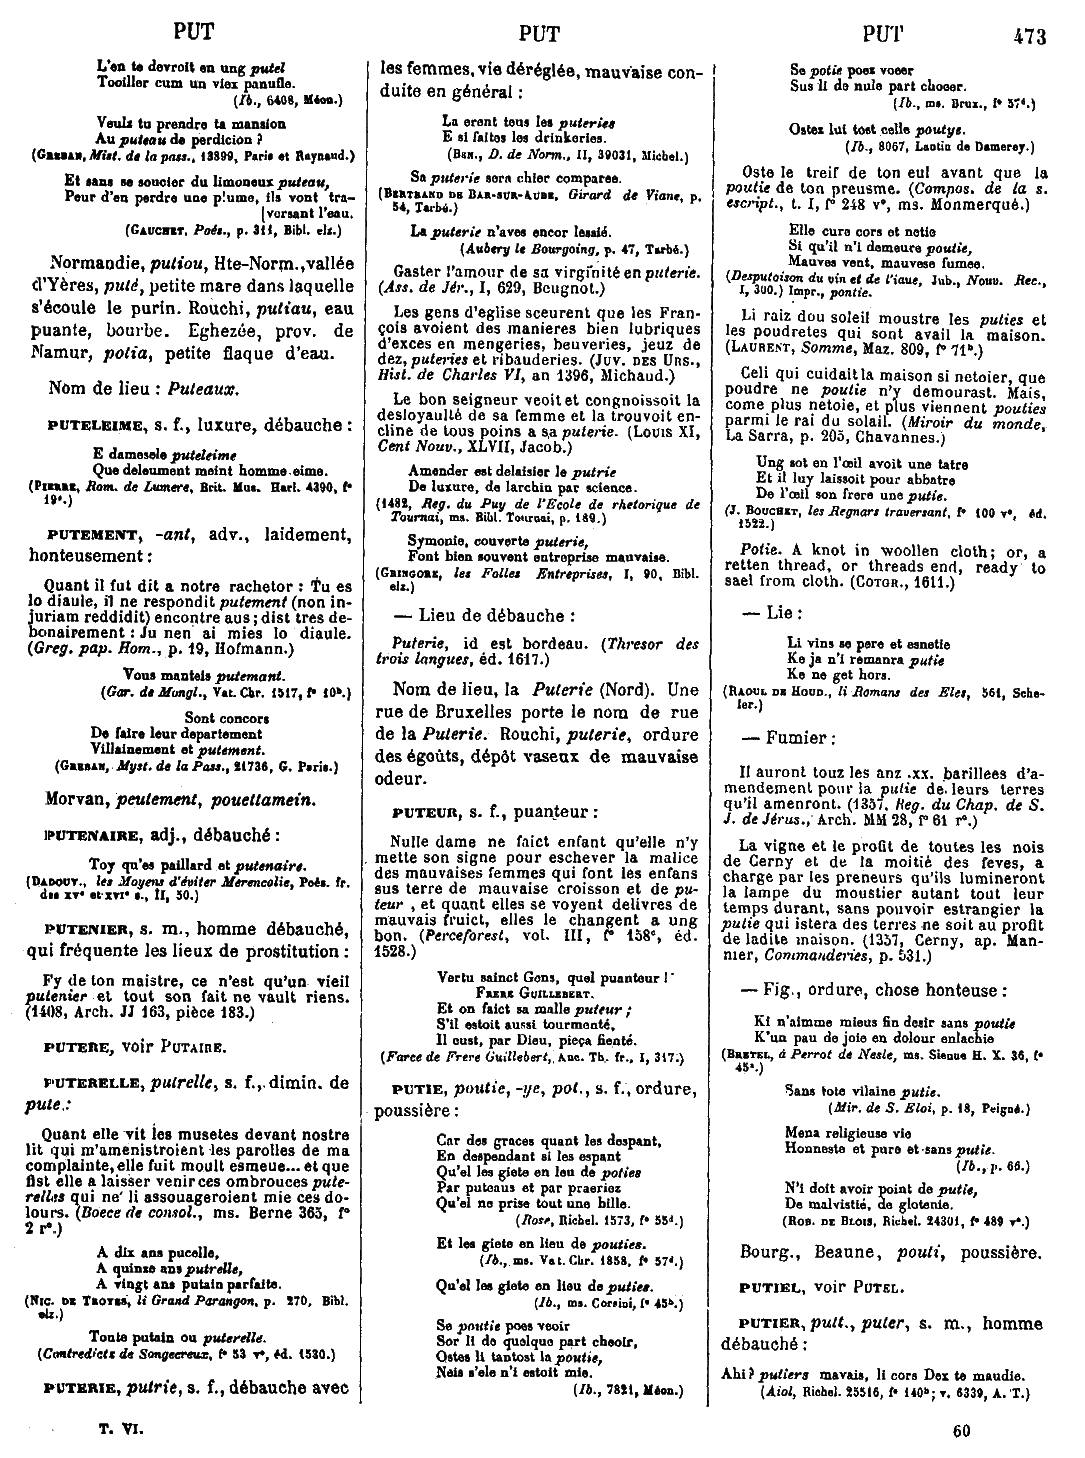 PUT
PUT
PUT
473
L'en te devroit en ung putel
Tooiller cum un viex panufle.
(Ib., 6408, Méon.)
Veulz tu prendre ta mansion
Au puteau de perdicion ?
(GREBAN, Mist. de la pass., 13899, Paris et Raynaud.)
Et sans se soucier du limoneux puteau,
Peur d'en perdre une plume, ils vont tra-
[versant l'eau.
(GAUCHET, Poés., p. 311, Bibl. elz.)
Normandie, putiou, Hte-Norm., vallée
d'Yères, puté, petite mare dans laquelle
s'écoule le purin. Rouchi, putiau, eau
puante, bourbe. Eghezée, prov. de
Namur, potia, petite flaque d'eau.
Nom de lieu : Puteaux.
PUTELEIME, s. f., luxure, débauche :
E damesele puteleime
Que deleument meint homme eime.
(PIERRE, Rom. de Lumere, Brit. Mus. Harl. 4390, f°
19ª.)
PUTEMENT, -ant, adv., laidement,
honteusement :
Quant il fut dit a notre rachetor : Tu es
lo diaule, il ne respondit putement (non in-
juriam reddidit) encontre aus ; dist tres de-
bonairement : Ju nen ai mies lo diaule.
(Greg. pap. Hom., p. 19, Hofmann.)
Vous mantels putemant.
(Gar. de Mongl., Vat. Chr. 1517, f° 10ᵇ.)
Sont concors
De faire leur departement
Villainement et putement.
(GREBAN, Myst. de la Pass., 21736, G. Paris.)
Morvan, peutement, pouettamein.
PUTENAIRE, adj., débauché :
Toy qu'es paillard et putenaire.
(DADOUV., les Moyens d'éviter Merencolie, Poés. fr.
des XVᵉ et XVIᵉ s., II, 50.)
PUTENIER, s. m., homme débauché,
qui fréquente les lieux de prostitution :
Fy de ton maistre, ce n'est qu'un vieil
putenier et tout son fait ne vault riens.
(1408, Arch. JJ 163, pièce 183.)
PUTERE, voir PUTAIRE.
PUTERELLE, putrelle, s. f., dimin. de
pute :
Quant elle vit les musetes devant nostre
lit qui m'amenistroient les parolles de ma
complainte, elle fuit moult esmeue... et que
fist elle a laisser venir ces ombrouces pute-
relles qui ne li assouageroient mie ces do-
lours. (Boece de consol., ms. Berne 365, f°
2 r°.)
A dix ans pucelle,
A quinze ans putrelle,
A vingt ans putain parfaite.
(NIC. DE TROYES, li Grand Parangon, p. 270, Bibl.
elz.)
Toute putain ou puterelle.
(Contredictz de Songecreux, f° 53 v°, éd. 1530.)
PUTERIE, putrie, s. f., débauche avec
T. VI.
les femmes, vie déréglée, mauvaise con-
duite en général :
La erent tous les puteries
E si faites les drinkeries.
(BEN., D. de Norm., II, 39031, Michel.)
Sa puterie sera chier comparee.
(BERTRAND DE BAR-SUR-AUBE, Girard de Viane, p.
54, Tarbé.)
La puterie n'aves encor lessié.
(Aubery le Bourgoing, p. 47, Tarbé.)
Gaster l'amour de sa virginité en puterie.
(Ass. de Jér., I, 629, Beugnot.)
Les gens d'eglise sceurent que les Fran-
çois avoient des manieres bien lubriques
d'exces en mengeries, beuveries, jeuz de
dez, puteries et ribauderies. (JUV. DES URS.,
Hist. de Charles VI, an 1396, Michaud.)
Le bon seigneur veoit et congnoissoit la
desloyaulté de sa femme et la trouvoit en-
cline de tous poins a sa puterie. (LOUIS XI,
Cent Nouv., XLVII, Jacob.)
Amender est delaisier le putrie
De luxure, de larchin par science.
(1482, Reg. du Puy de l'Ecole de rhetorique de
Tournai, ms. Bibl. Tournai, p. 189.)
Symonie, couverte puterie,
Font bien souvent entreprise mauvaise.
(GRINGORE, les Folles Entreprises, I, 90, Bibl.
elz.)
— Lieu de débauche :
Puterie, id est bordeau. (Thresor des
trois langues, éd. 1617.)
Nom de lieu, la Puterie (Nord). Une
rue de Bruxelles porte le nom de rue
de la Puterie. Rouchi, puterie, ordure
des égoûts, dépôt vaseux de mauvaise
odeur.
PUTEUR, s. f., puanteur :
Nulle dame ne faict enfant qu'elle n'y
mette son signe pour eschever la malice
des mauvaises femmes qui font les enfans
sus terre de mauvaise croisson et de pu-
teur , et quant elles se voyent delivres de
mauvais fruict, elles le changent a ung
bon. (Perceforest, vol. III, f° 158ᶜ, éd.
1528.)
Vertu sainct Gens, quel puanteur !
FRERE GUILLEBERT.
Et on faict sa malle puteur ;
S'il estoit aussi tourmenté,
Il eust, par Dieu, pieça fienté.
(Farce de Frere Guillebert, Anc. Th. fr., I, 317.)
PUTIE, poutie, -ye, pot., s. f., ordure,
poussière :
Car des graces quant les despant,
En despendant si les espant
Qu'el les giete en leu de poties
Par puteaus et par praeriez
Qu'el ne prise tout une bille.
(Rose, Richel. 1573, f° 55ᵈ.)
Et les giete en lieu de pouties.
(Ib., ms. Vat. Chr. 1858, f° 57ᵈ.)
Qu'el les giete en lieu de puties.
(Ib., ms. Corsini, f° 45ᵇ.)
Se poutie poes veoir
Sor li de quelque part cheoir,
Ostes li tantost la poutie,
Neis s'ele n'i estoit mie.
(Ib., 7821, Méon.)
Se potie poez voeer
Sus li de nule part choeer.
(Ib., ms. Brux., f° 57ᵈ.)
Ostez lui tost celle poutye.
(Ib., 8067, Lantin de Damerey.)
Oste le treif de ton eul avant que la
poutie de ton preusme. (Compos. de la s.
escript., t. I, f° 248 v°, ms. Monmerqué.)
Elle cure cors et netie
Si qu'il n'i demeure poutie,
Mauves vent, mauvese fumee.
(Desputoison du vin et de l'iaue, Jub., Nouv. Rec.,
I, 300.) Impr., pontie.
Li raiz dou soleil moustre les puties et
les poudretes qui sont avail la maison.
(LAURENT, Somme, Maz. 809, f° 71ᵇ.)
Celi qui cuidait la maison si netoier, que
poudre ne poutie n'y demourast. Mais,
come plus netoie, et plus viennent pouties
parmi le rai du solail. (Miroir du monde,
La Sarra, p. 205, Chavannes.)
Ung sot en l'œil avoit une tatre
Et il luy laissoit pour abbatre
De l'œil son frere une putie.
(J. BOUCHET, les Regnars traversant, f° 100 v°, éd.
1522.)
Potie. A knot in woollen cloth; or, a
retten thread, or threads end, ready to
sael from cloth. (COTGR., 1611.)
— Lie :
Li vins se pere et esnetie
Ke ja n'i remanra putie
Ke ne get hors.
(RAOUL DE HOUD., li Romans des Eles, 561, Sche-
ler.)
— Fumier :
Il auront touz les anz .xx. barillees d'a-
mendement pour la putie de leurs terres
qu'il amenront. (1357, Reg. du Chap. de S.
J. de Jérus., Arch. MM 28, f° 61 r°.)
La vigne et le profit de toutes les nois
de Cerny et de la moitié des feves, a
charge par les preneurs qu'ils lumineront
la lampe du moustier autant tout leur
temps durant, sans pouvoir estrangier la
putie qui istera des terres ne soit au profit
de ladite maison. (1357, Cerny, ap. Man-
nier, Commanderies, p. 531.)
— Fig., ordure, chose honteuse :
Ki n'aimme mieus fin desir sans poutie
K'un pau de joie en dolour enlachie
(BRETEL, à Perrot de Nesle, ms. Sienne H. X. 36, f°
45ᵃ.)
Sans tote vilaine putie.
(Mir. de S. Eloi, p. 18, Peigné.)
Mena religieuse vie
Honneste et pure et sans putie.
(Ib., p. 66.)
N'i doit avoir point de putie,
De malvistié, de glotenie.
(ROB. DE BLOIS, Richel. 24301, f° 489 vᵃ.)
Bourg., Beaune, pouti, poussière.
PUTIEL, voir PUTEL.
PUTIER, putt., puter, s. m., homme
débauché :
Ahi ? putiers mavais, li cors Dex te maudie.
(Aiol, Richel. 25516, f° 140ᵇ ; v. 6339, A. T.)
60